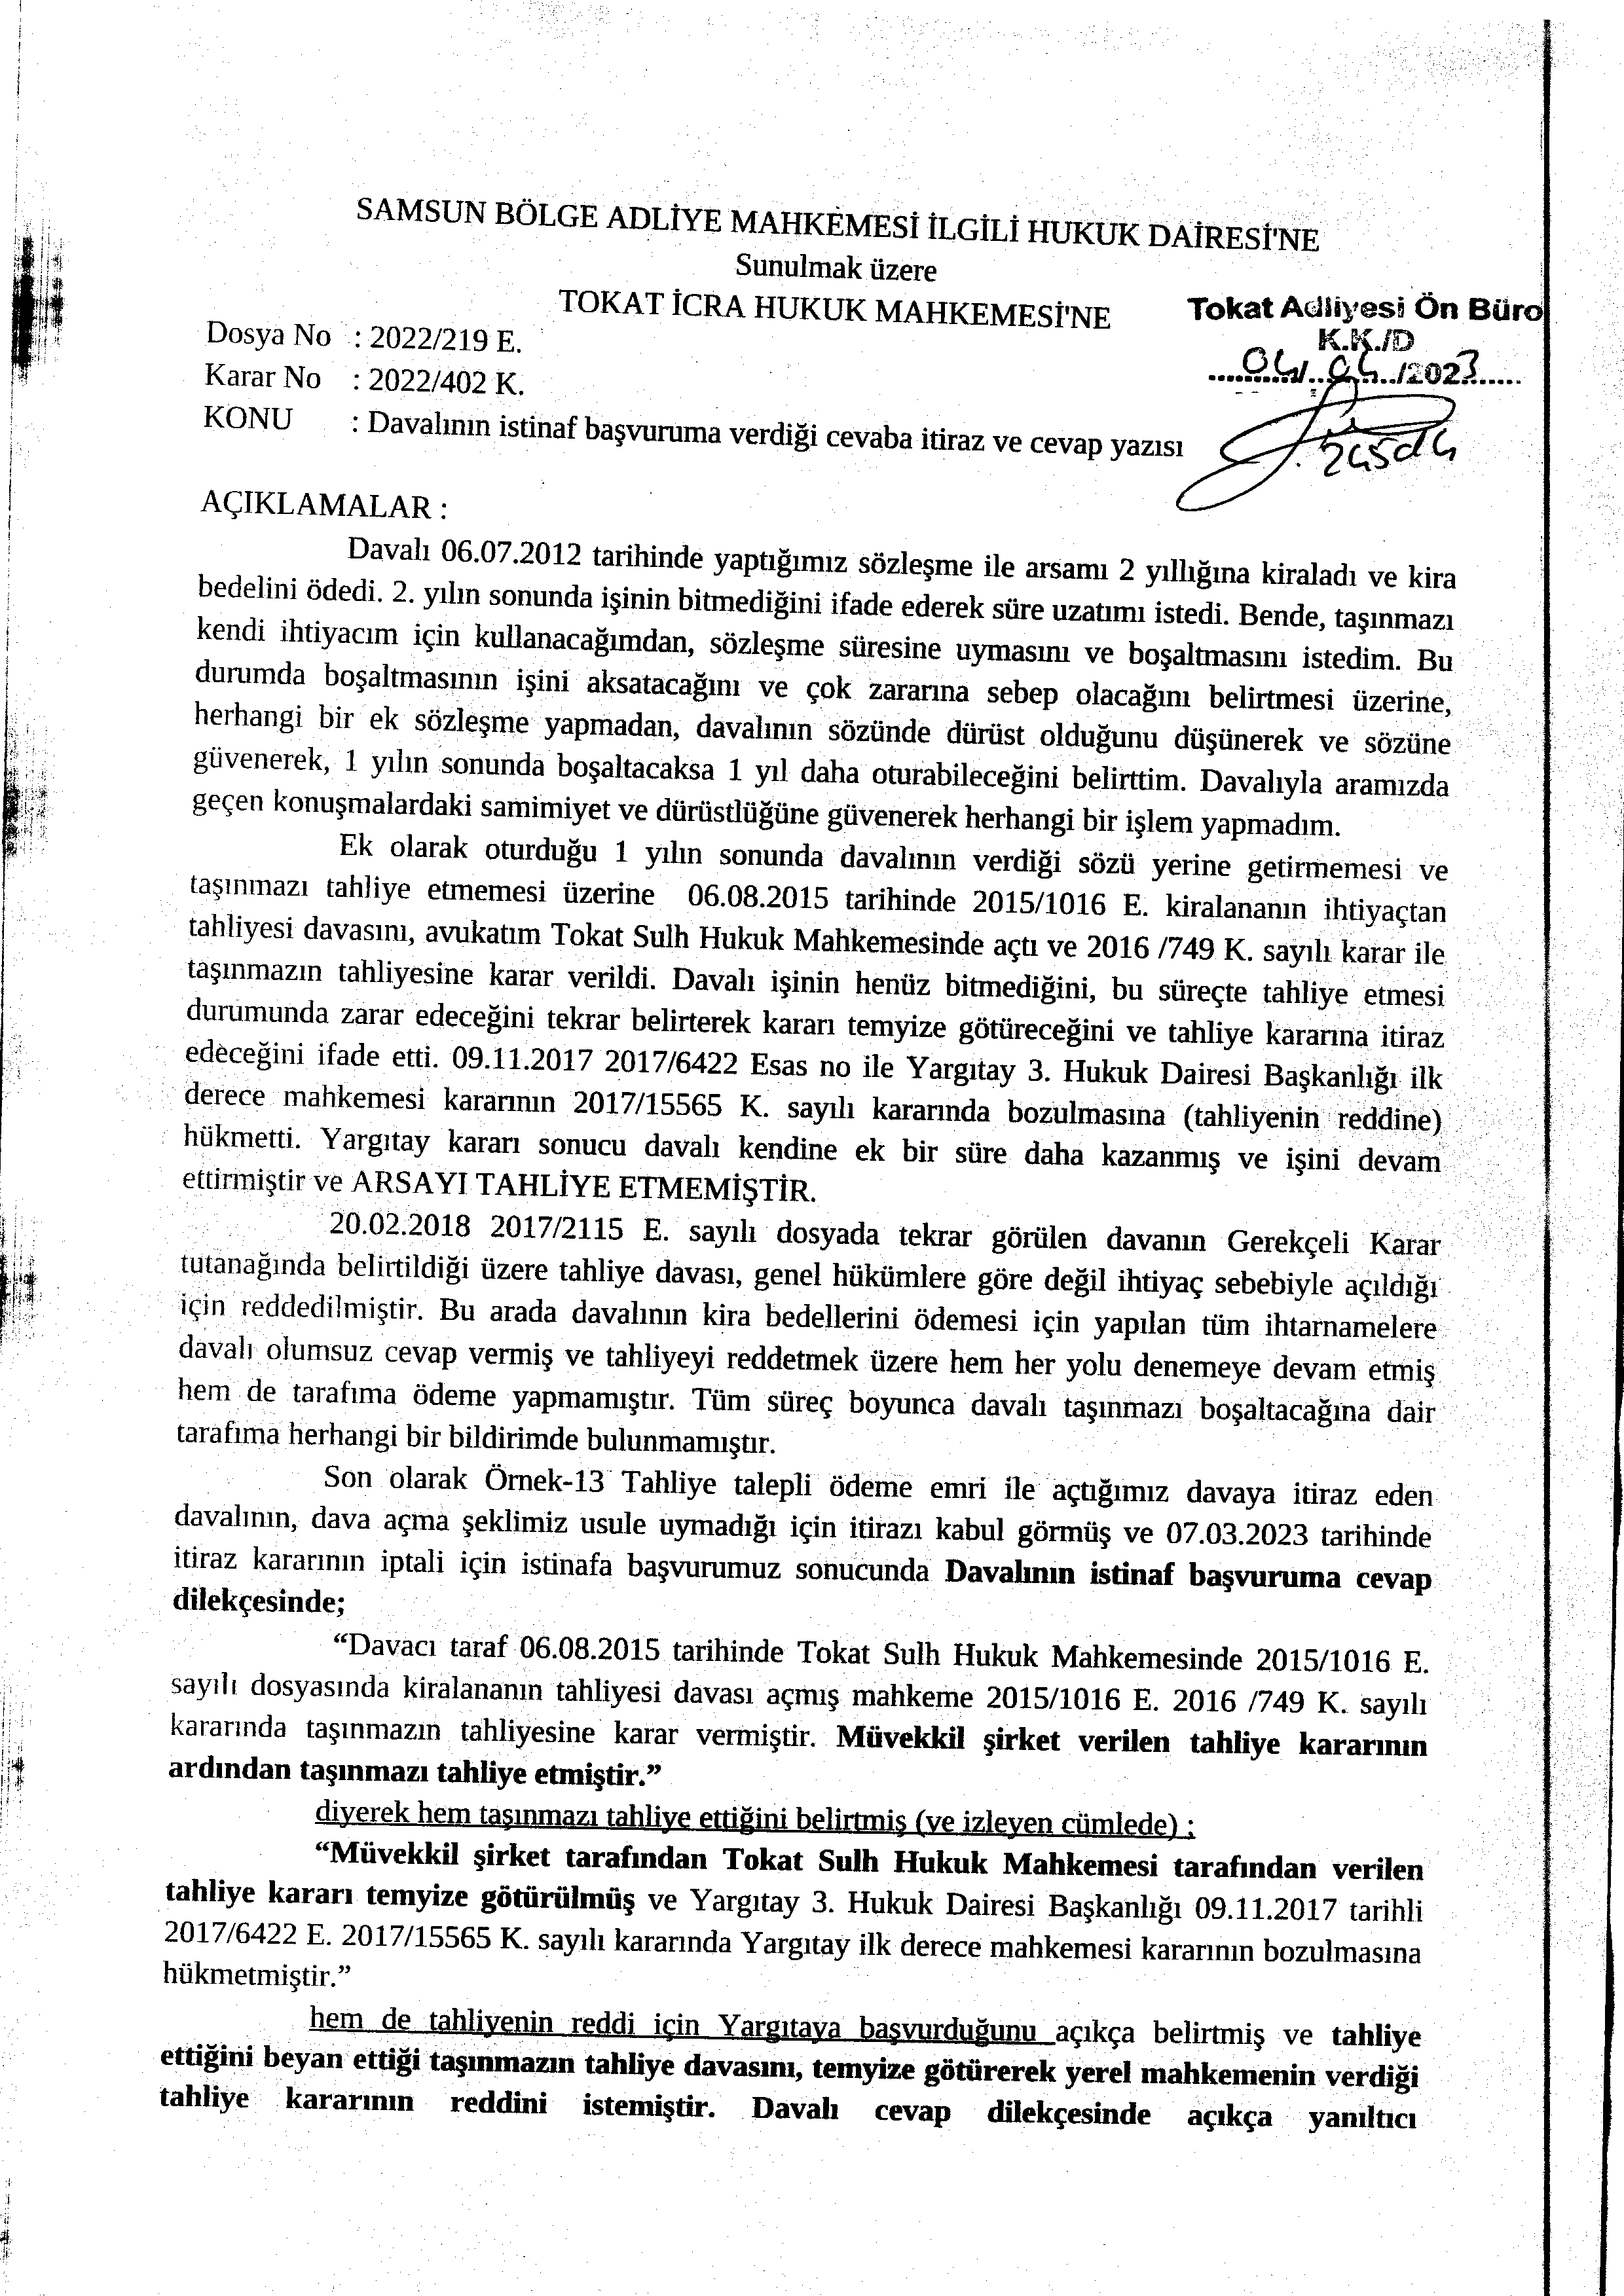 SAMSUN BÖLGE ADLİYE MAHKEMESİ İLGİLİ HUKUK DAİRESİ'NE
Sunulmak üzere
TOKAT İCRA HUKUK MAHKEMESİ'NE
Tokat Adliyesi Ön Büro
K.K./D
04/04/2023
Dosya No : 2022/219 E.
Karar No : 2022/402 K.
KONU : Davalının istinaf başvuruma verdiği cevaba itiraz ve cevap yazısı
AÇIKLAMALAR :
Davalı 06.07.2012 tarihinde yaptığımız sözleşme ile arsamı 2 yıllığına kiraladı ve kira
bedelini ödedi. 2. yılın sonunda işinin bitmediğini ifade ederek süre uzatımı istedi. Bende, taşınmazı
kendi ihtiyacım için kullanacağımdan, sözleşme süresine uymasını ve boşaltmasını istedim. Bu
durumda boşaltmasının işini aksatacağını ve çok zararına sebep olacağını belirtmesi üzerine,
herhangi bir ek sözleşme yapmadan, davalının sözünde dürüst olduğunu düşünerek ve sözüne
güvenerek, 1 yılın sonunda boşaltacaksa 1 yıl daha oturabileceğini belirttim. Davalıyla aramızda
geçen konuşmalardaki samimiyet ve dürüstlüğüne güvenerek herhangi bir işlem yapmadım.
Ek olarak oturduğu 1 yılın sonunda davalının verdiği sözü yerine getirmemesi ve
taşınmazı tahliye etmemesi üzerine 06.08.2015 tarihinde 2015/1016 E. kiralananın ihtiyaçtan
tahliyesi davasını, avukatım Tokat Sulh Hukuk Mahkemesinde açtı ve 2016 /749 K. sayılı karar ile
taşınmazın tahliyesine karar verildi. Davalı işinin henüz bitmediğini, bu süreçte tahliye etmesi
durumunda zarar edeceğini tekrar belirterek kararı temyize götüreceğini ve tahliye kararına itiraz
edeceğini ifade etti. 09.11.2017 2017/6422 Esas no ile Yargıtay 3. Hukuk Dairesi Başkanlığı ilk
derece mahkemesi kararının 2017/15565 K. sayılı kararında bozulmasına (tahliyenin reddine)
hükmetti. Yargıtay kararı sonucu davalı kendine ek bir süre daha kazanmış ve işini devam
ettirmiştir ve ARSAYI TAHLİYE ETMEMİŞTİR.
20.02.2018 2017/2115 E. sayılı dosyada tekrar görülen davanın Gerekçeli Karar
tutanağında belirtildiği üzere tahliye davası, genel hükümlere göre değil ihtiyaç sebebiyle açıldığı
için reddedilmiştir. Bu arada davalının kira bedellerini ödemesi için yapılan tüm ihtarnamelere
davalı olumsuz cevap vermiş ve tahliyeyi reddetmek üzere hem her yolu denemeye devam etmiş
hem de tarafıma ödeme yapmamıştır. Tüm süreç boyunca davalı taşınmazı boşaltacağına dair
tarafıma herhangi bir bildirimde bulunmamıştır.
Son olarak Örnek-13 Tahliye talepli ödeme emri ile açtığımız davaya itiraz eden
davalının, dava açma şeklimiz usule uymadığı için itirazı kabul görmüş ve 07.03.2023 tarihinde
itiraz kararının iptali için istinafa başvurumuz sonucunda Davalının istinaf başvuruma cevap
dilekçesinde;
“Davacı taraf 06.08.2015 tarihinde Tokat Sulh Hukuk Mahkemesinde 2015/1016 E.
sayılı dosyasında kiralananın tahliyesi davası açmış mahkeme 2015/1016 E. 2016 /749 K. sayılı
kararında taşınmazın tahliyesine karar vermiştir. Müvekkil şirket verilen tahliye kararının
ardından taşınmazı tahliye etmiştir.”
diyerek hem taşınmazı tahliye ettiğini belirtmiş (ve izleyen cümlede) ;
“Müvekkil şirket tarafından Tokat Sulh Hukuk Mahkemesi tarafından verilen
tahliye kararı temyize götürülmüş ve Yargıtay 3. Hukuk Dairesi Başkanlığı 09.11.2017 tarihli
2017/6422 E. 2017/15565 K. sayılı kararında Yargıtay ilk derece mahkemesi kararının bozulmasına
hükmetmiştir.”
hem de tahliyenin reddi için Yargıtaya başvurduğunu açıkça belirtmiş ve tahliye
ettiğini beyan ettiği taşınmazın tahliye davasını, temyize götürerek yerel mahkemenin verdiği
tahliye kararının reddini istemiştir. Davalı cevap dilekçesinde açıkça yanıltıcı